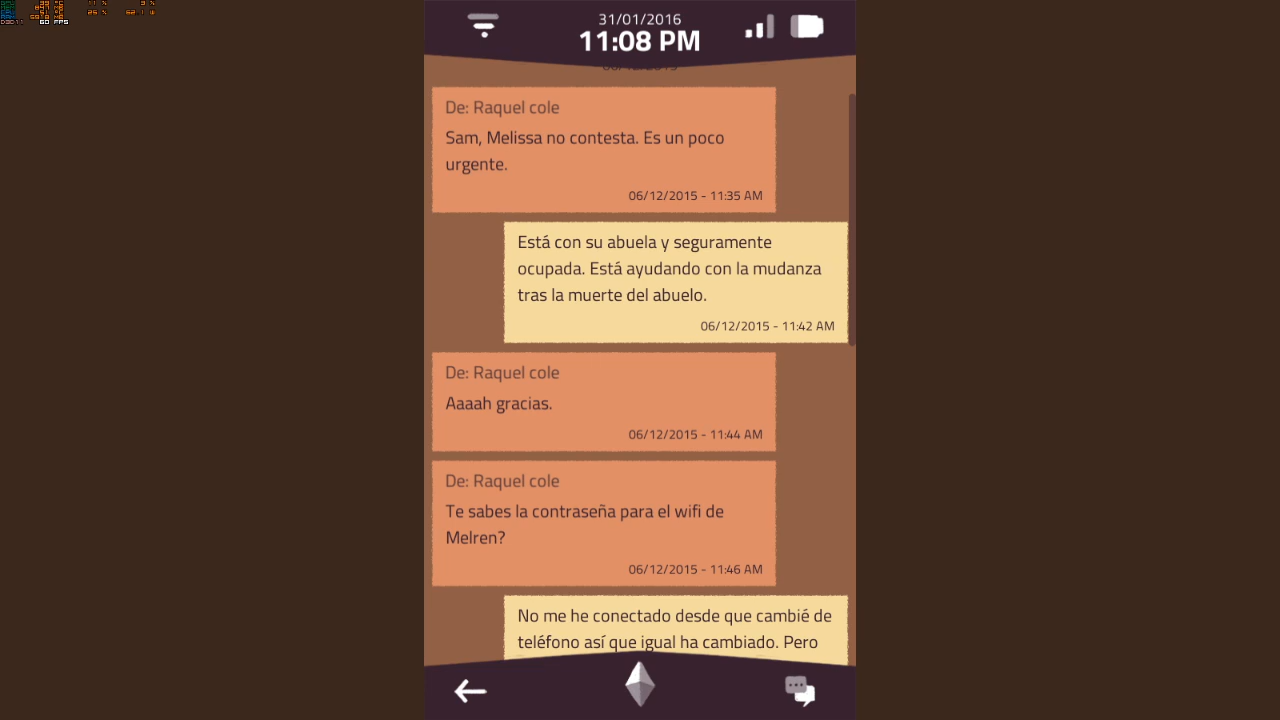 31/01/2016
11:08 PM
De: Raquel cole
Sam, Melissa no contesta. Es un poco
urgente.
06/12/2015 - 11:35 AM
Está con su abuela y seguramente
ocupada. Está ayudando con la mudanza
tras la muerte del abuelo.
06/12/2015 - 11:42 AM
De: Raquel cole
Aaaah gracias.
06/12/2015 - 11:44 AM
De: Raquel cole
Te sabes la contraseña para el wifi de
Melren?
06/12/2015 - 11:46 AM
No me he conectado desde que cambié de
teléfono así que igual ha cambiado. Pero